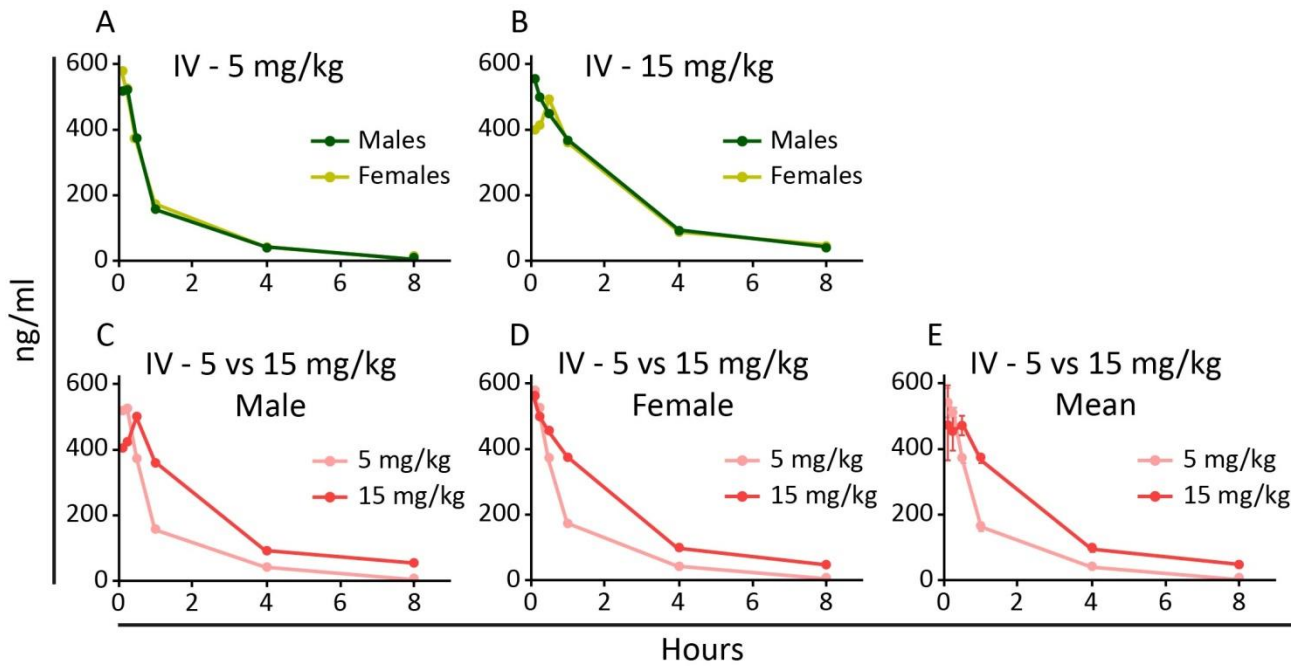 A
IV - 5 mg/kg
600
400
200
0
0 2 4 6 8
Males
Females
B
IV - 15 mg/kg
600
400
200
0
0 2 4 6 8
Males
Females
ng/ml
C
IV - 5 vs 15 mg/kg
Male
600
400
200
0
0 2 4 6 8
5 mg/kg
15 mg/kg
D
IV - 5 vs 15 mg/kg
Female
600
400
200
0
0 2 4 6 8
5 mg/kg
15 mg/kg
E
IV - 5 vs 15 mg/kg
Mean
600
400
200
0
0 2 4 6 8
5 mg/kg
15 mg/kg
Hours